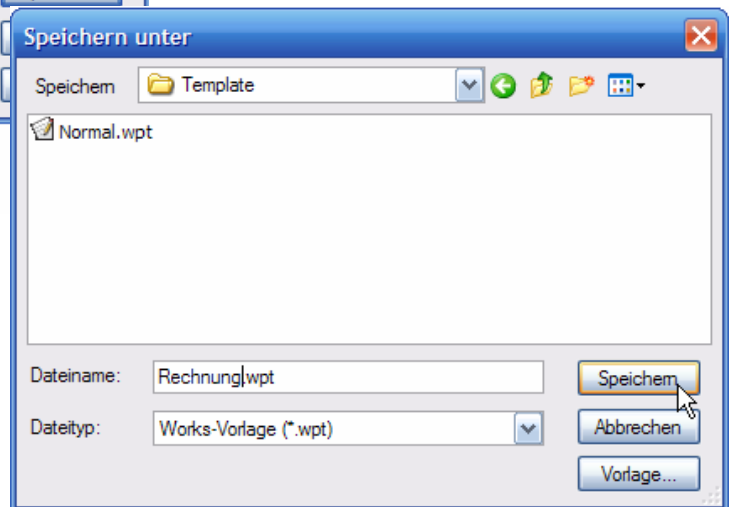 Speichern unter
Speichern
Template
Normal.wpt
Dateiname:
Rechnung.wpt
Speichern
Dateityp:
Works-Vorlage (*.wpt)
Abbrechen
Vorlage...